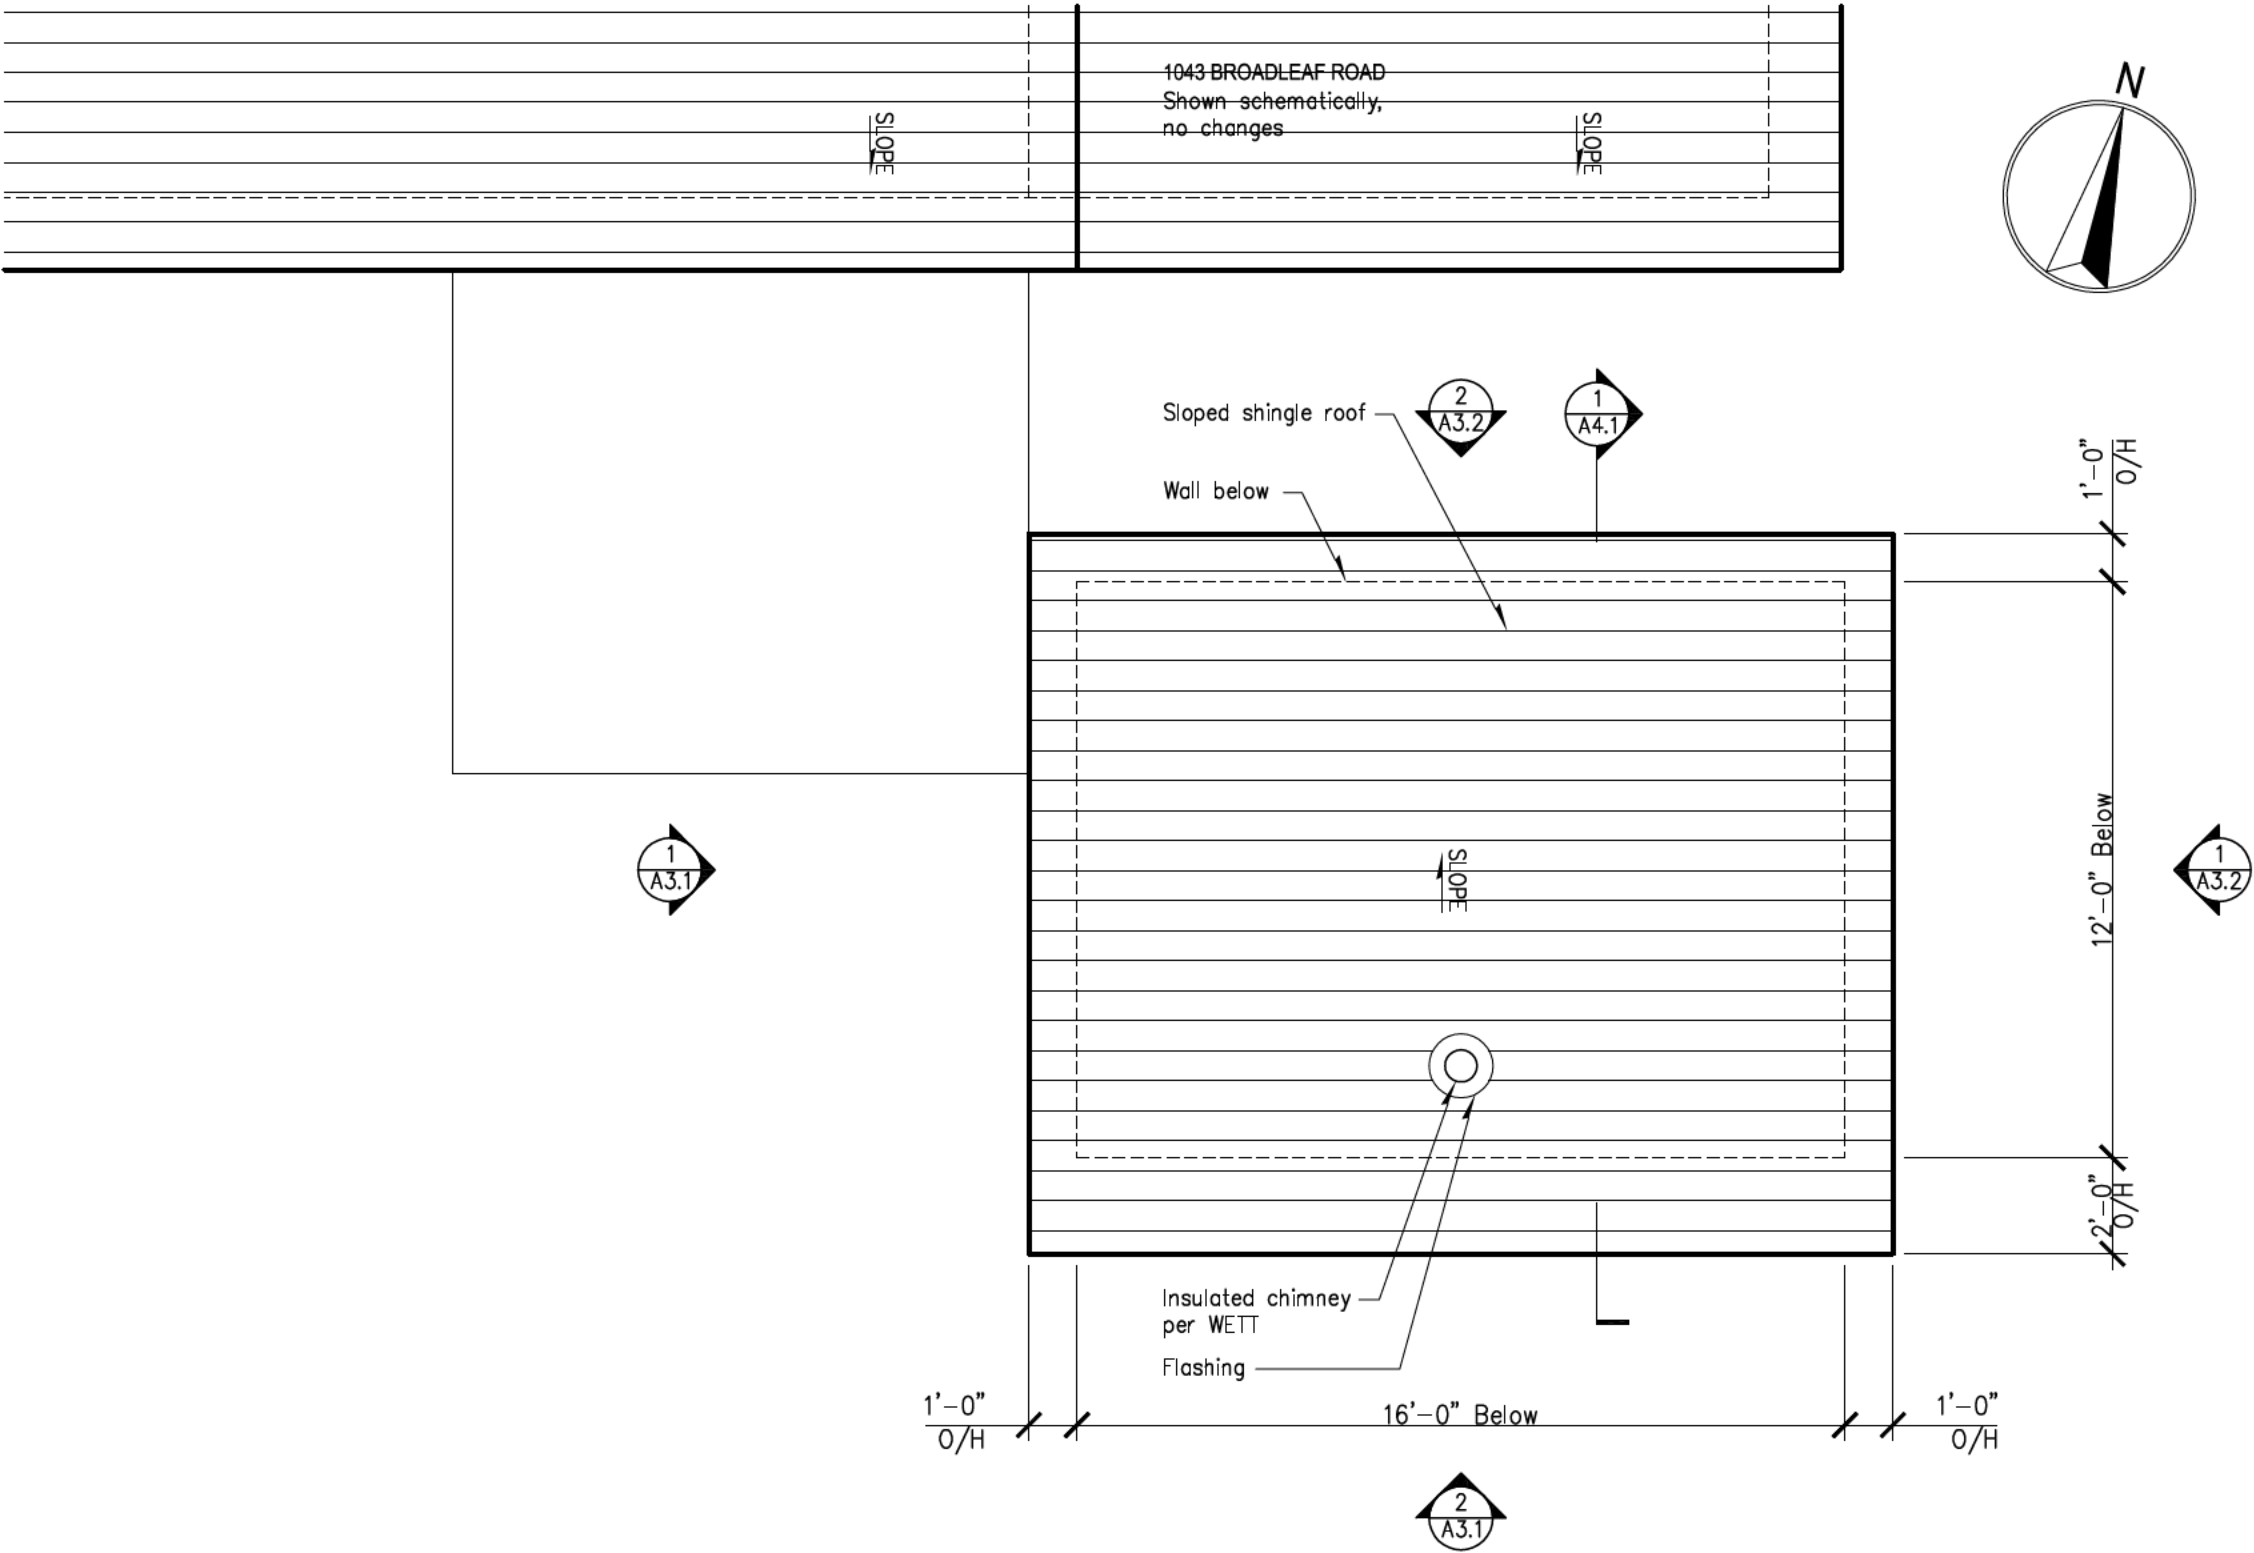 N
1043 BROADLEAF ROAD
Shown schematically,
no changes
SLOPE
SLOPE
2
A3.2
1
A4.1
Sloped shingle roof
Wall below
1'-0"
O/H
12'-0" Below
2'-0"
O/H
1
A3.1
1
A3.2
SLOPE
Insulated chimney
per WETT
Flashing
1'-0"
O/H
16'-0" Below
1'-0"
O/H
2
A3.1